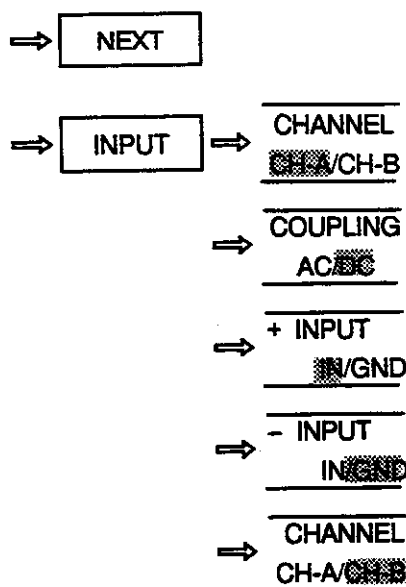 NEXT
INPUT
CHANNEL
CH-A/CH-B
COUPLING
AC/DC
+ INPUT
IN/GND
- INPUT
IN/GND
CHANNEL
CH-A/CH-B